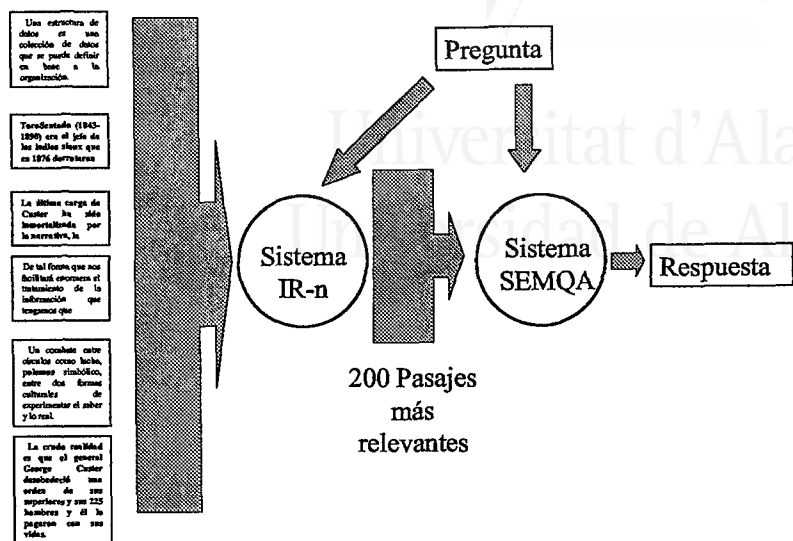 Una estructura de
datos es una
colección de datos
que se puede definir
en base a la
organización.
ToroSentado (1843-
1890) era el jefe de
los indios sioux que
en 1876 derrotaron
La última carga de
Custer ha sido
inmortalizada por
la narrativa, la
De tal forma que nos
facilitará enormem el
tratamiento de la
información que
tengamos que
Un combate entre
círculos como lucha,
polemos simbólico,
entre dos formas
culturales de
experimentar el saber
y lo real.
La cruda realidad
es que el general
George Custer
desobedeció una
orden de sus
superiores y sus 225
hombres y él lo
pagaron con sus
vidas.
Pregunta
Universitat d'Ala
Universidad de Al
Sistema
IR-n
Sistema
SEMQA
Respuesta
200 Pasajes
más
relevantes